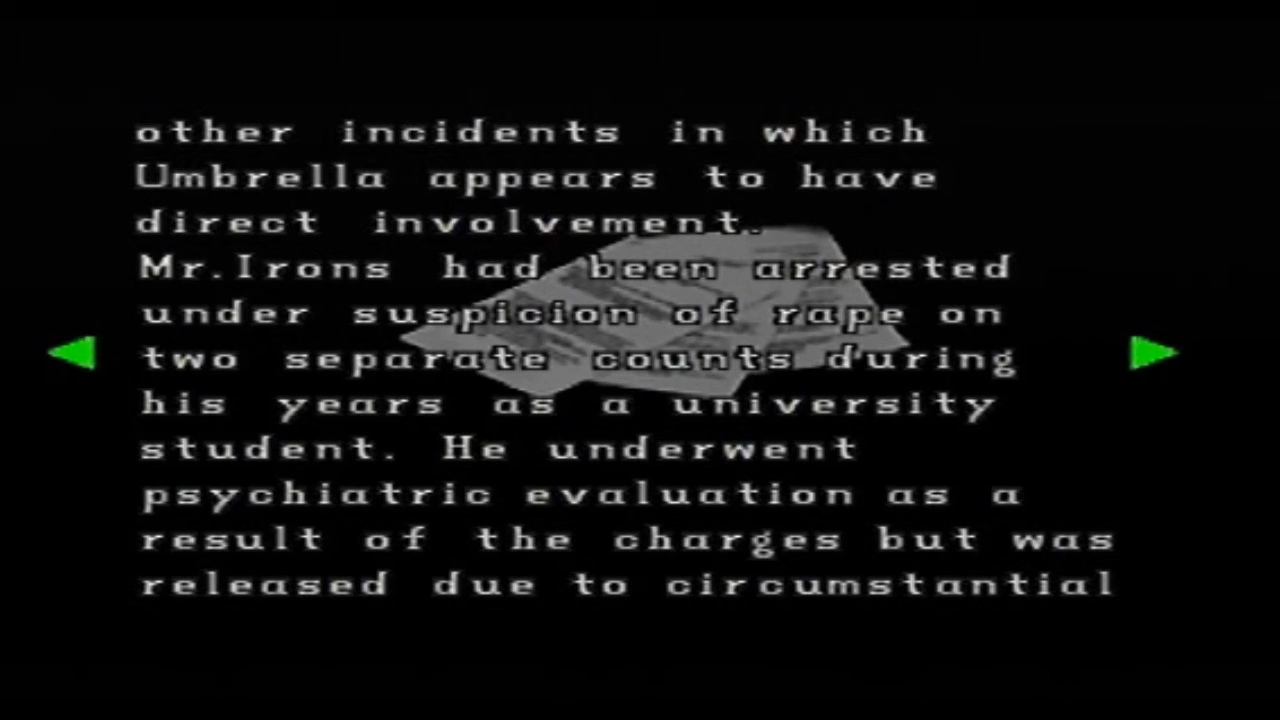 other incidents in which
Umbrella appears to have
direct involvement.
Mr.Irons had been arrested
under suspicion of rape on
two separate counts during
his years as a university
student. He underwent
psychiatric evaluation as a
result of the charges but was
released due to circumstantial